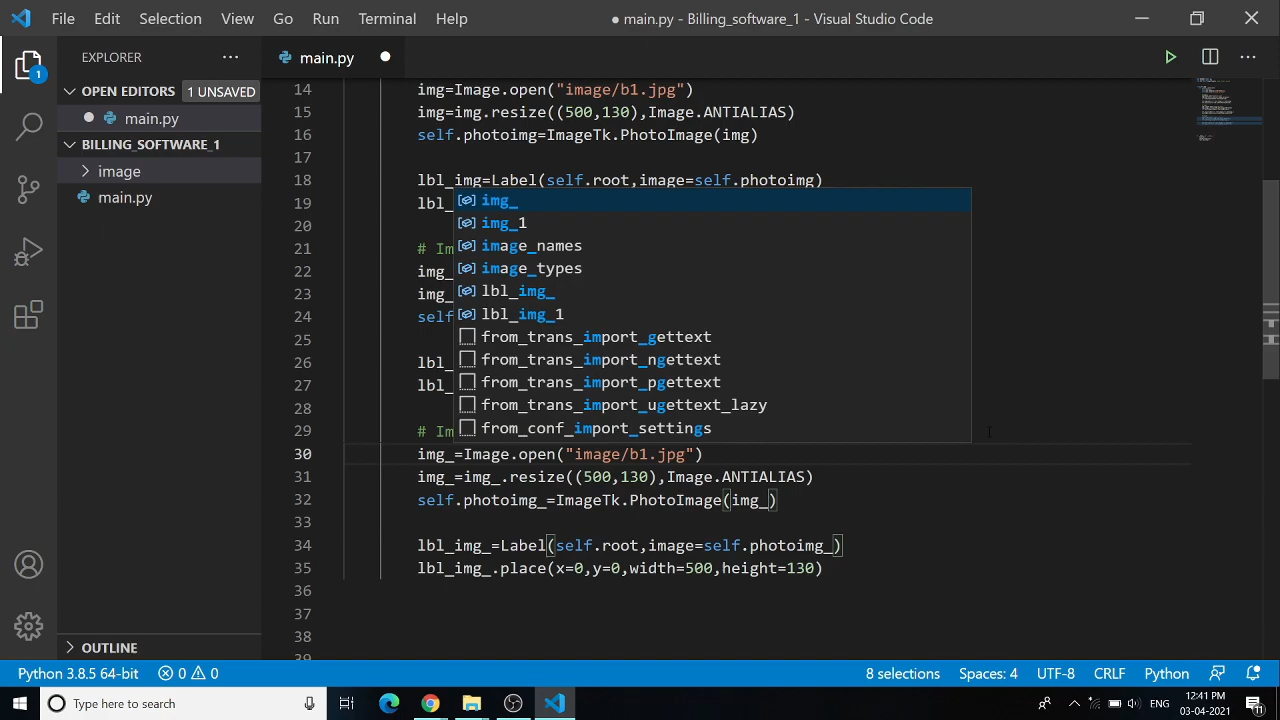 File Edit Selection View Go Run Terminal Help
● main.py - Billing_software_1 - Visual Studio Code
EXPLORER
main.py
OPEN EDITORS 1 UNSAVED
main.py
BILLING_SOFTWARE_1
image
main.py
OUTLINE
14 img=Image.open("image/b1.jpg")
15 img=img.resize((500,130),Image.ANTIALIAS)
16 self.photoimg=ImageTk.PhotoImage(img)
17
18 lbl_img=Label(self.root,image=self.photoimg)
19 lbl_
20
21 # Im
22 img_
23 img_
24 self
25
26 lbl_
27 lbl_
28
29 # Im
img_
img_1
image_names
image_types
lbl_img_
lbl_img_1
from_trans_import_gettext
from_trans_import_ngettext
from_trans_import_pgettext
from_trans_import_ugettext_lazy
from_conf_import_settings
30 img_=Image.open("image/b1.jpg")
31 img_=img_.resize((500,130),Image.ANTIALIAS)
32 self.photoimg_=ImageTk.PhotoImage(img_)
33
34 lbl_img_=Label(self.root,image=self.photoimg_)
35 lbl_img_.place(x=0,y=0,width=500,height=130)
36
37
38
39
1
Python 3.8.5 64-bit 0 0 8 selections Spaces: 4 UTF-8 CRLF Python
Type here to search
ENG
12:41 PM
03-04-2021
11